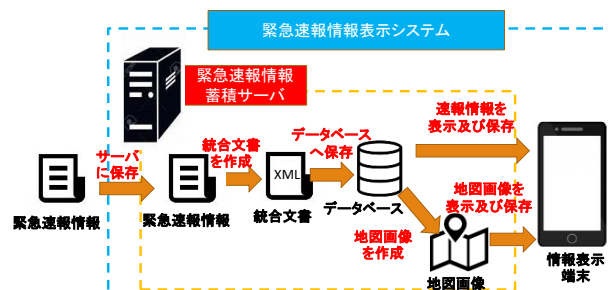 緊急速報情報表示システム
緊急速報情報
蓄積サーバ
サーバ
に保存
統合文書
を作成
データベース
へ保存
速報情報を
表示及び保存
XML
緊急速報情報
緊急速報情報
統合文書
データベース
地図画像
を作成
地図画像を
表示及び保存
地図画像
情報表示
端末